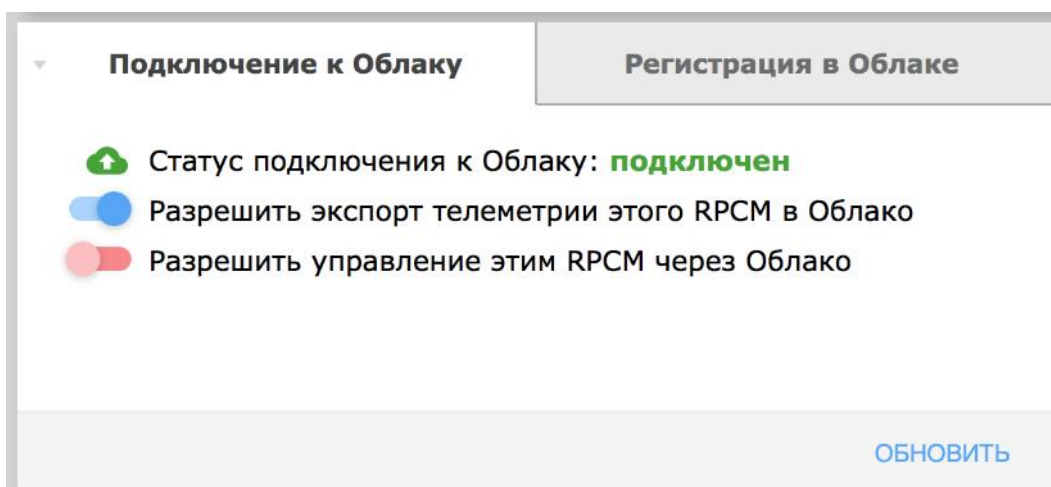 Подключение к Облаку
Регистрация в Облаке
Статус подключения к Облаку: подключен
Разрешить экспорт телеметрии этого RPCM в Облако
Разрешить управление этим RPCM через Облако
ОБНОВИТЬ